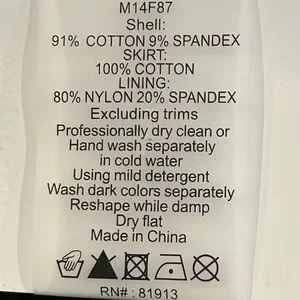 M14F87
Shell:
91% COTTON 9% SPANDEX
SKIRT:
100% COTTON
LINING:
80% NYLON 20% SPANDEX
Excluding trims
Professionally dry clean or
Hand wash separately
in cold water
Using mild detergent
Wash dark colors separately
Reshape while damp
Dry flat
Made in China
RN#: 81913